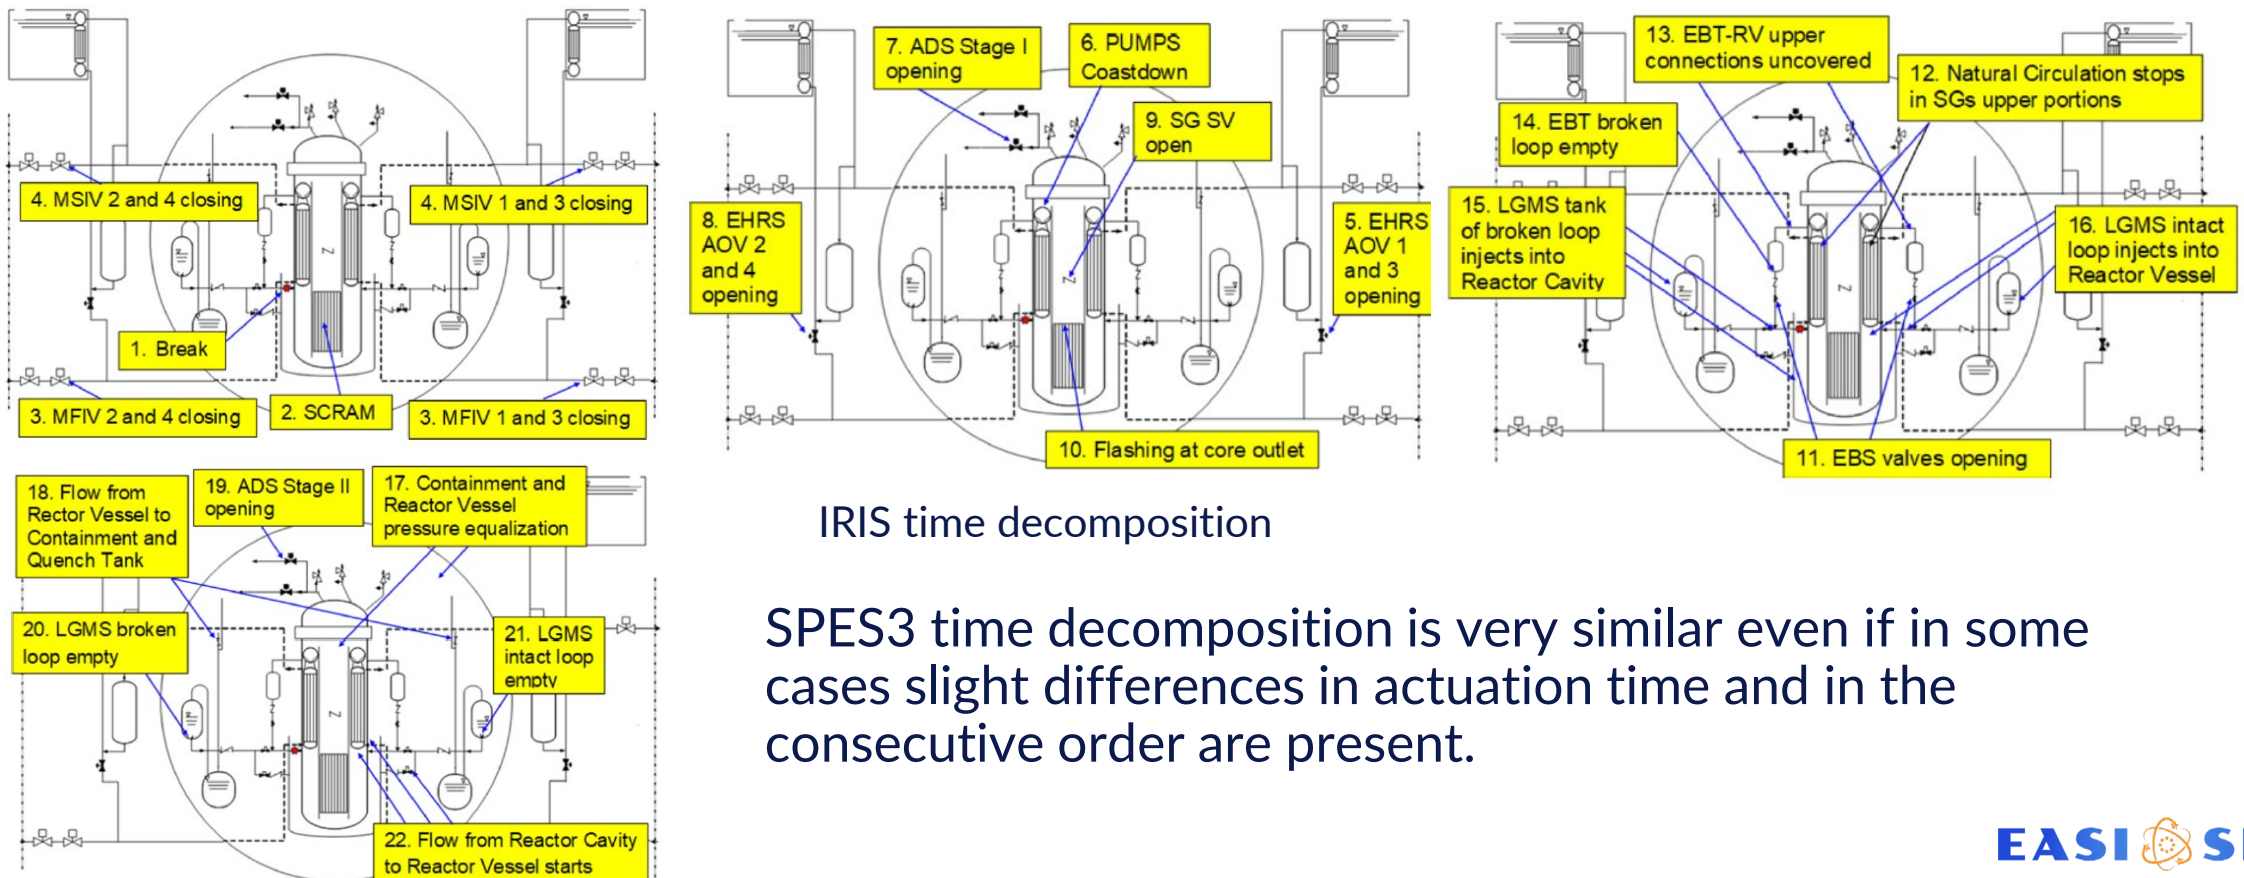 4. MSIV 2 and 4 closing
4. MSIV 1 and 3 closing
1. Break
3. MFIV 2 and 4 closing
2. SCRAM
3. MFIV 1 and 3 closing
7. ADS Stage I
opening
6. PUMPS
Coastdown
9. SG SV
open
8. EHRS
AOV 2
and 4
opening
5. EHRS
AOV 1
and 3
opening
10. Flashing at core outlet
13. EBT-RV upper
connections uncovered
12. Natural Circulation stops
in SGs upper portions
14. EBT broken
loop empty
15. LGMS tank
of broken loop
injects into
Reactor Cavity
16. LGMS intact
loop injects into
Reactor Vessel
11. EBS valves opening
18. Flow from
Rector Vessel to
Containment and
Quench Tank
19. ADS Stage II
opening
17. Containment and
Reactor Vessel
pressure equalization
20. LGMS broken
loop empty
21. LGMS
intact loop
empty
22. Flow from Reactor Cavity
to Reactor Vessel starts
IRIS time decomposition
SPES3 time decomposition is very similar even if in some
cases slight differences in actuation time and in the
consecutive order are present.
EASI S